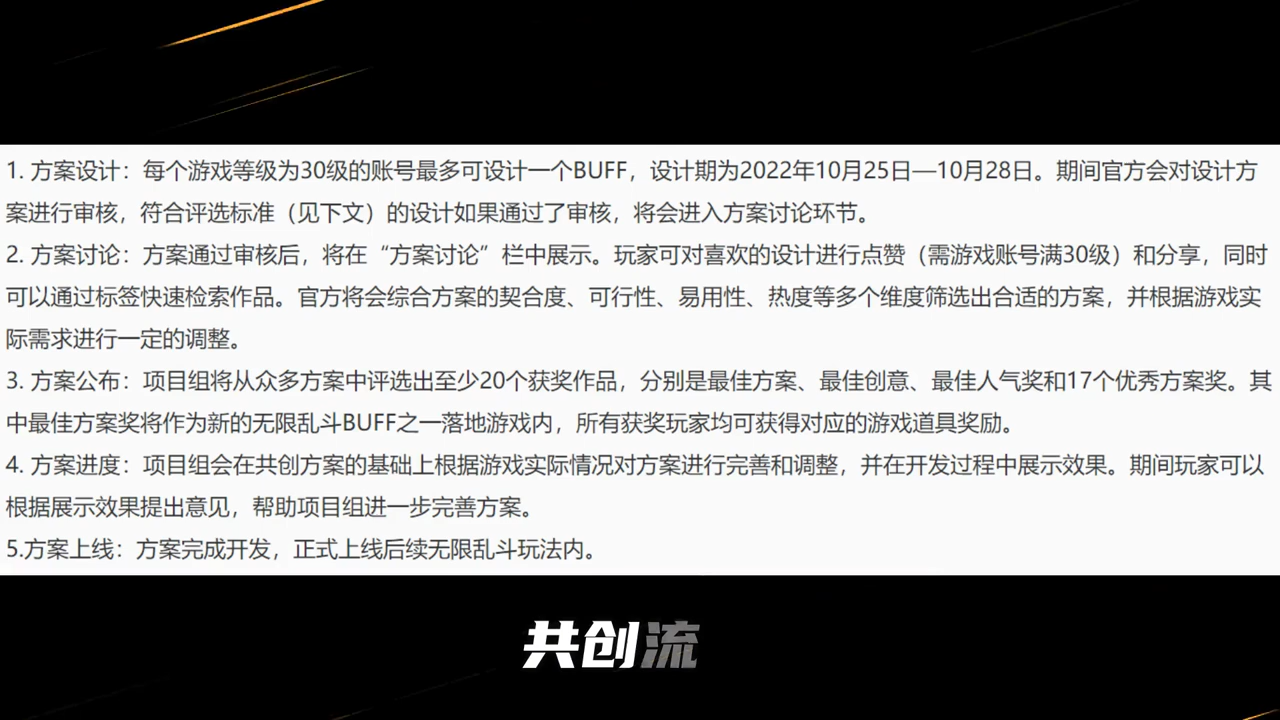 1. 方案设计：每个游戏等级为30级的账号最多可设计一个BUFF，设计期为2022年10月25日—10月28日。期间官方会对设计方
案进行审核，符合评选标准（见下文）的设计如果通过了审核，将会进入方案讨论环节。
2. 方案讨论：方案通过审核后，将在“方案讨论”栏中展示。玩家可对喜欢的设计进行点赞（需游戏账号满30级）和分享，同时
可以通过标签快速检索作品。官方将会综合方案的契合度、可行性、易用性、热度等多个维度筛选出合适的方案，并根据游戏实
际需求进行一定的调整。
3. 方案公布：项目组将从众多方案中评选出至少20个获奖作品，分别是最佳方案、最佳创意、最佳人气奖和17个优秀方案奖。其
中最佳方案奖将作为新的无限乱斗BUFF之一落地游戏内，所有获奖玩家均可获得对应的游戏道具奖励。
4. 方案进度：项目组会在共创方案的基础上根据游戏实际情况对方案进行完善和调整，并在开发过程中展示效果。期间玩家可以
根据展示效果提出意见，帮助项目组进一步完善方案。
5.方案上线：方案完成开发，正式上线后续无限乱斗玩法内。
共创流